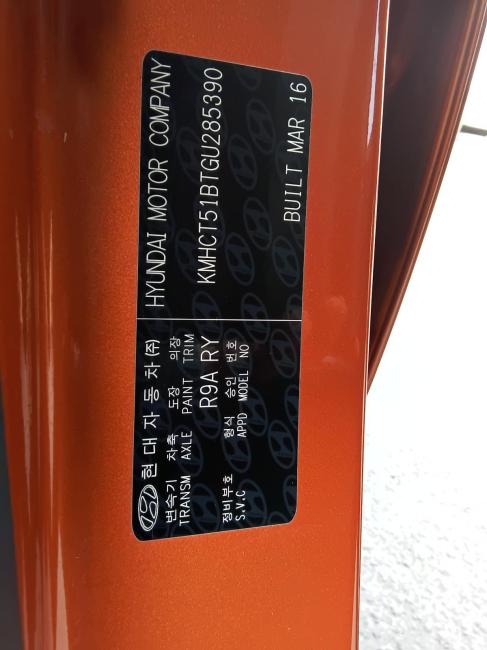 현대자동차(주) HYUNDAI MOTOR COMPANY
변속기 차축 도장 의장
TRANSM AXLE PAINT TRIM
R9A RY KMHCT51BTGU285390
형식 승인 번호
APPD MODEL NO
정비부호
S.V.C
BUILT MAR 16